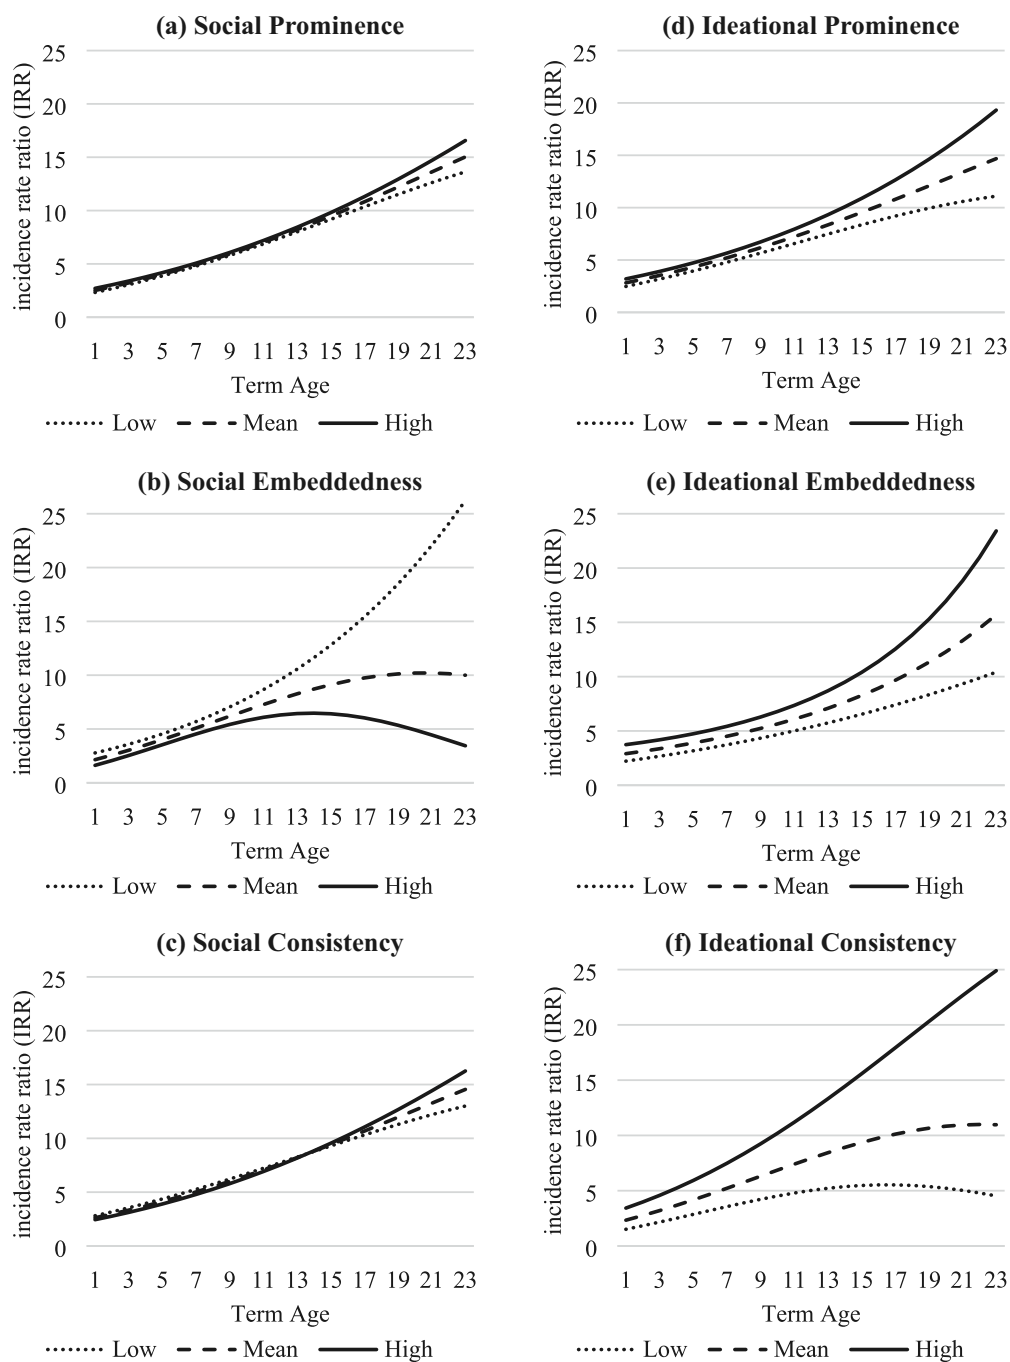 (a) Social Prominence
incidence rate ratio (IRR)
25
20
15
10
5
0
1 3 5 7 9 11 13 15 17 19 21 23
Term Age
Low Mean High
(d) Ideational Prominence
incidence rate ratio (IRR)
25
20
15
10
5
0
1 3 5 7 9 11 13 15 17 19 21 23
Term Age
Low Mean High
(b) Social Embeddedness
incidence rate ratio (IRR)
25
20
15
10
5
0
1 3 5 7 9 11 13 15 17 19 21 23
Term Age
Low Mean High
(e) Ideational Embeddedness
incidence rate ratio (IRR)
25
20
15
10
5
0
1 3 5 7 9 11 13 15 17 19 21 23
Term Age
Low Mean High
(c) Social Consistency
incidence rate ratio (IRR)
25
20
15
10
5
0
1 3 5 7 9 11 13 15 17 19 21 23
Term Age
Low Mean High
(f) Ideational Consistency
incidence rate ratio (IRR)
25
20
15
10
5
0
1 3 5 7 9 11 13 15 17 19 21 23
Term Age
Low Mean High